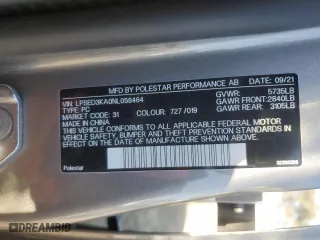 MFD BY POLESTAR PERFORMANCE AB DATE 09/21
VIN: LPSED3KA0NL058464 GVWR: 5735LB
TYPE: PC GAWR FRONT:2840LB
MARKET CODE: 31 COLOUR: 727 /019 GAWR REAR: 3105LB
MADE IN CHINA
THIS VEHICLE CONFORMS TO ALL APPLICABLE FEDERAL MOTOR
VEHICLE SAFETY, BUMPER, AND THEFT PREVENTION STANDARDS IN
EFFECT ON THE DATE OF MANUFACTURE SHOWN ABOVE.
Polestar
DREAMBID